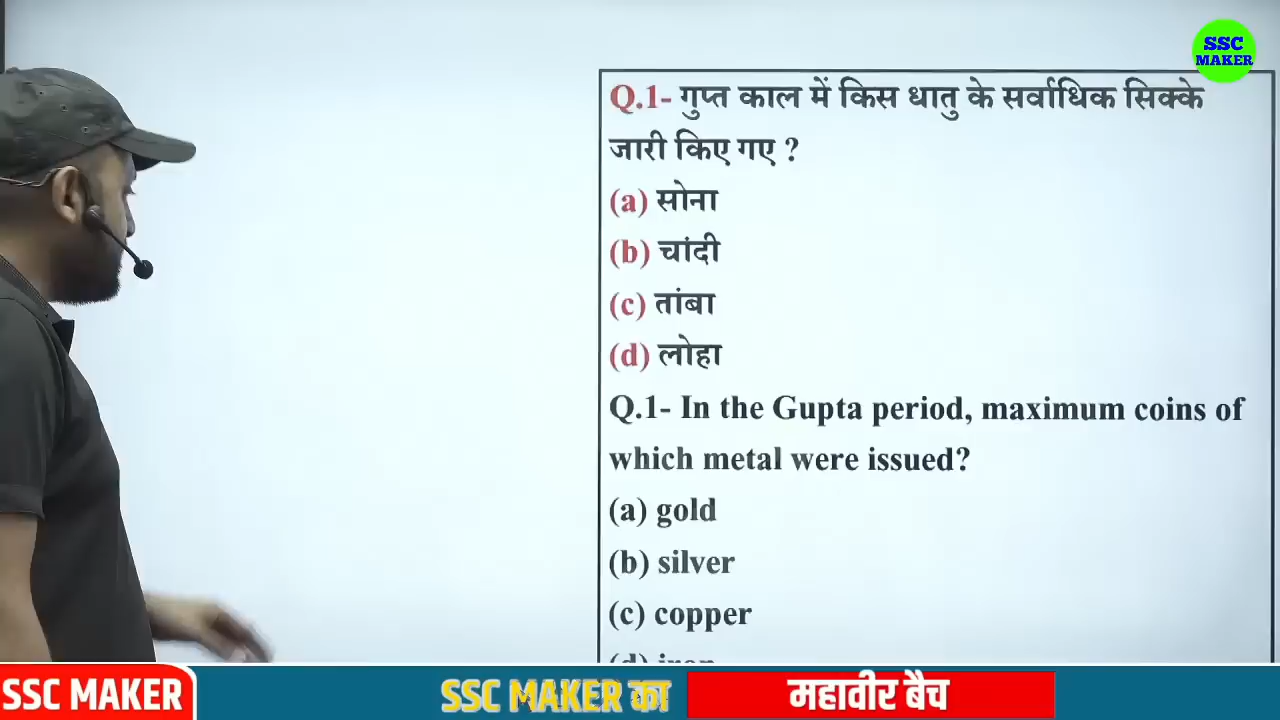 SSC
MAKER
Q.1- गुप्त काल में किस धातु के सर्वाधिक सिक्के
जारी किए गए ?
(a) सोना
(b) चांदी
(c) तांबा
(d) लोहा
Q.1- In the Gupta period, maximum coins of
which metal were issued?
(a) gold
(b) silver
(c) copper
(d) iron
SSC MAKER
SSC MAKER का
महावीर बैच